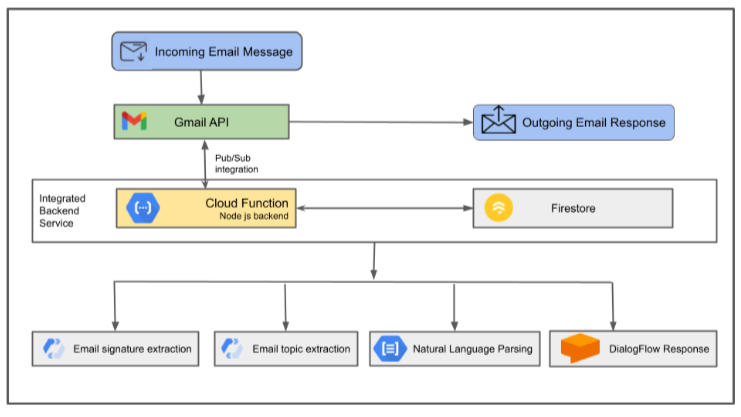 Incoming Email Message
Gmail API
Outgoing Email Response
Pub/Sub
integration
Integrated
Backend
Service
Cloud Function
Node js backend
Firestore
Email signature extraction
Email topic extraction
Natural Language Parsing
DialogFlow Response